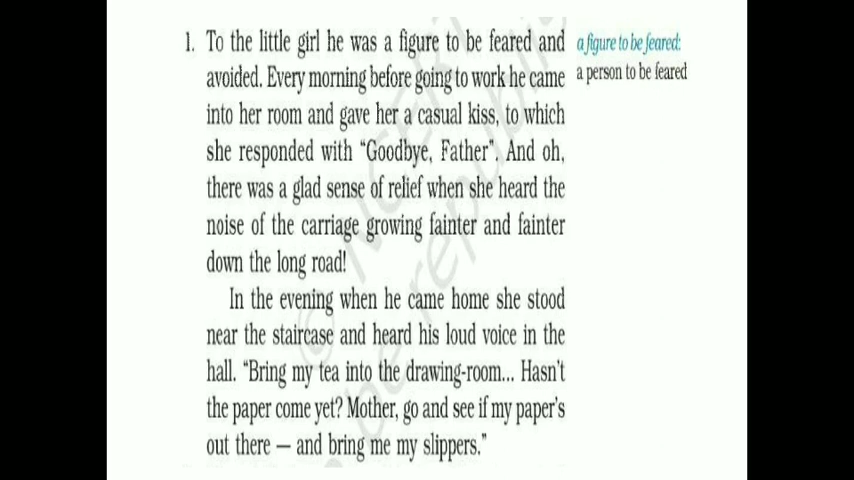 1. To the little girl he was a figure to be feared and
avoided. Every morning before going to work he came
into her room and gave her a casual kiss, to which
she responded with “Goodbye, Father”. And oh,
there was a glad sense of relief when she heard the
noise of the carriage growing fainter and fainter
down the long road!
In the evening when he came home she stood
near the staircase and heard his loud voice in the
hall. “Bring my tea into the drawing-room... Hasn’t
the paper come yet? Mother, go and see if my paper’s
out there — and bring me my slippers.”
a figure to be feared:
a person to be feared